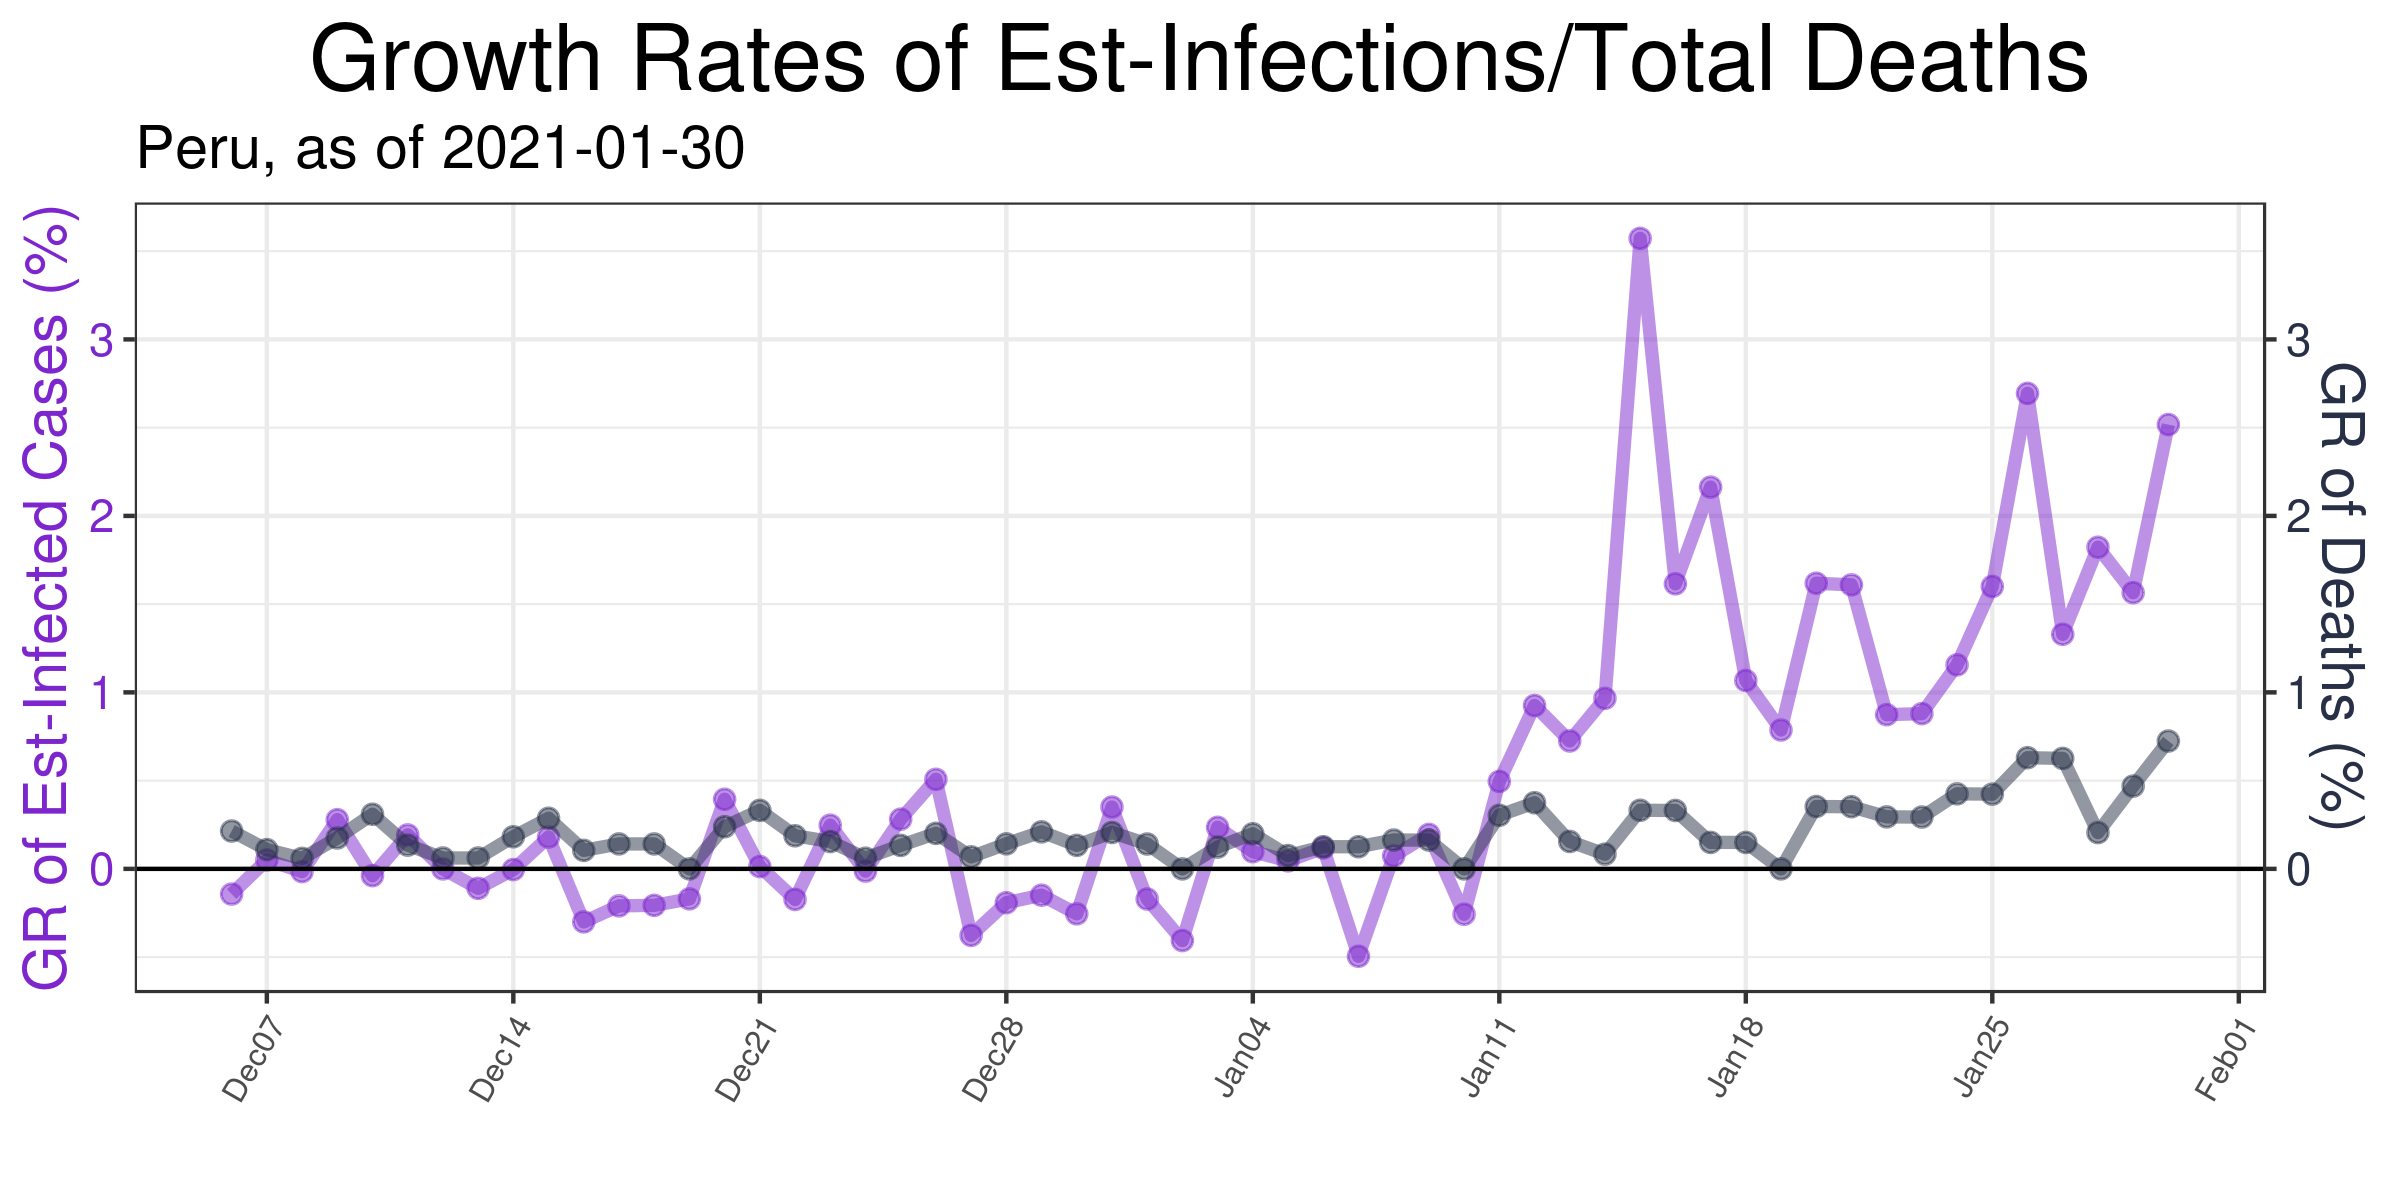 Growth Rates of Est-Infections/Total Deaths
Peru, as of 2021-01-30
GR of Est-Infected Cases (%)
3
2
1
0
3
2
1
0
GR of Deaths (%)
Dec07
Dec14
Dec21
Dec28
Jan04
Jan11
Jan18
Jan25
Feb01